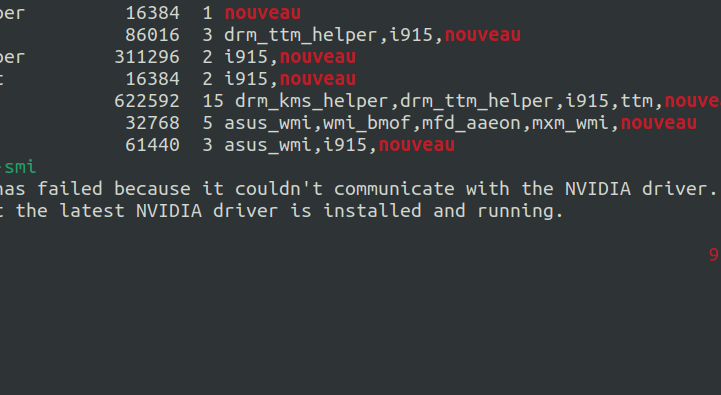 per 16384 1 nouveau
86016 3 drm_ttm_helper,i915,nouveau
per 311296 2 i915,nouveau
t 16384 2 i915,nouveau
622592 15 drm_kms_helper,drm_ttm_helper,i915,ttm,nouve
32768 5 asus_wmi,wmi_bmof,mfd_aaeon,mxm_wmi,nouveau
61440 3 asus_wmi,i915,nouveau
-smi
has failed because it couldn't communicate with the NVIDIA driver.
t the latest NVIDIA driver is installed and running.
9